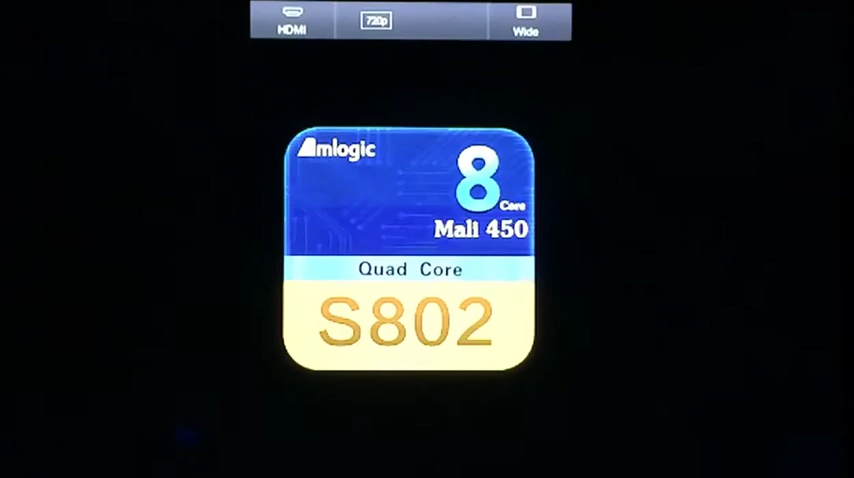 HDMI
720p
Wide
Amlogic
8
Core
Mali 450
Quad Core
S802